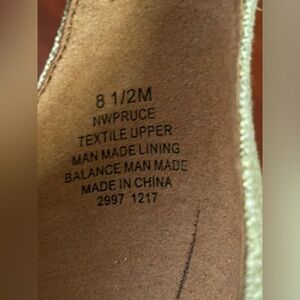 8 1/2M
NWPRUCE
TEXTILE UPPER
MAN MADE LINING
BALANCE MAN MADE
MADE IN CHINA
2997 1217